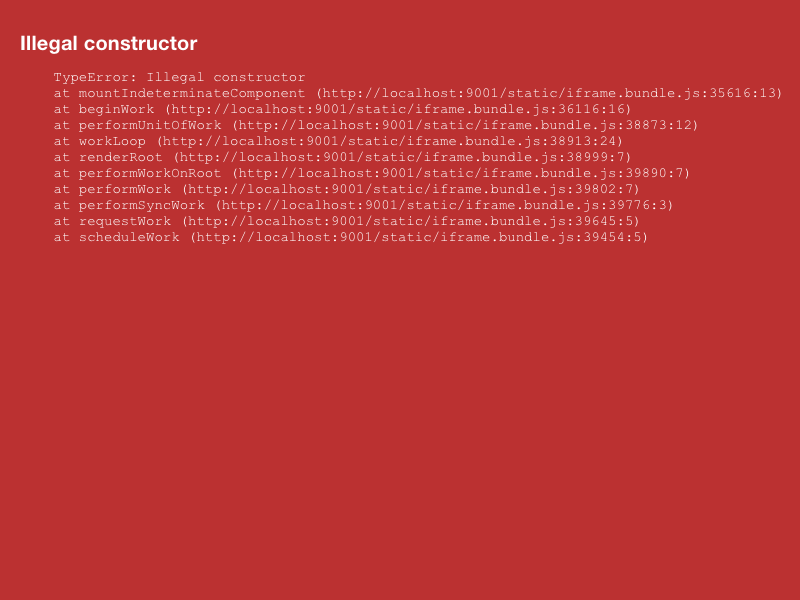 Illegal constructor
TypeError: Illegal constructor
at mountIndeterminateComponent (http://localhost:9001/static/iframe.bundle.js:35616:13)
at beginWork (http://localhost:9001/static/iframe.bundle.js:36116:16)
at performUnitOfWork (http://localhost:9001/static/iframe.bundle.js:38873:12)
at workLoop (http://localhost:9001/static/iframe.bundle.js:38913:24)
at renderRoot (http://localhost:9001/static/iframe.bundle.js:38999:7)
at performWorkOnRoot (http://localhost:9001/static/iframe.bundle.js:39890:7)
at performWork (http://localhost:9001/static/iframe.bundle.js:39802:7)
at performSyncWork (http://localhost:9001/static/iframe.bundle.js:39776:3)
at requestWork (http://localhost:9001/static/iframe.bundle.js:39645:5)
at scheduleWork (http://localhost:9001/static/iframe.bundle.js:39454:5)